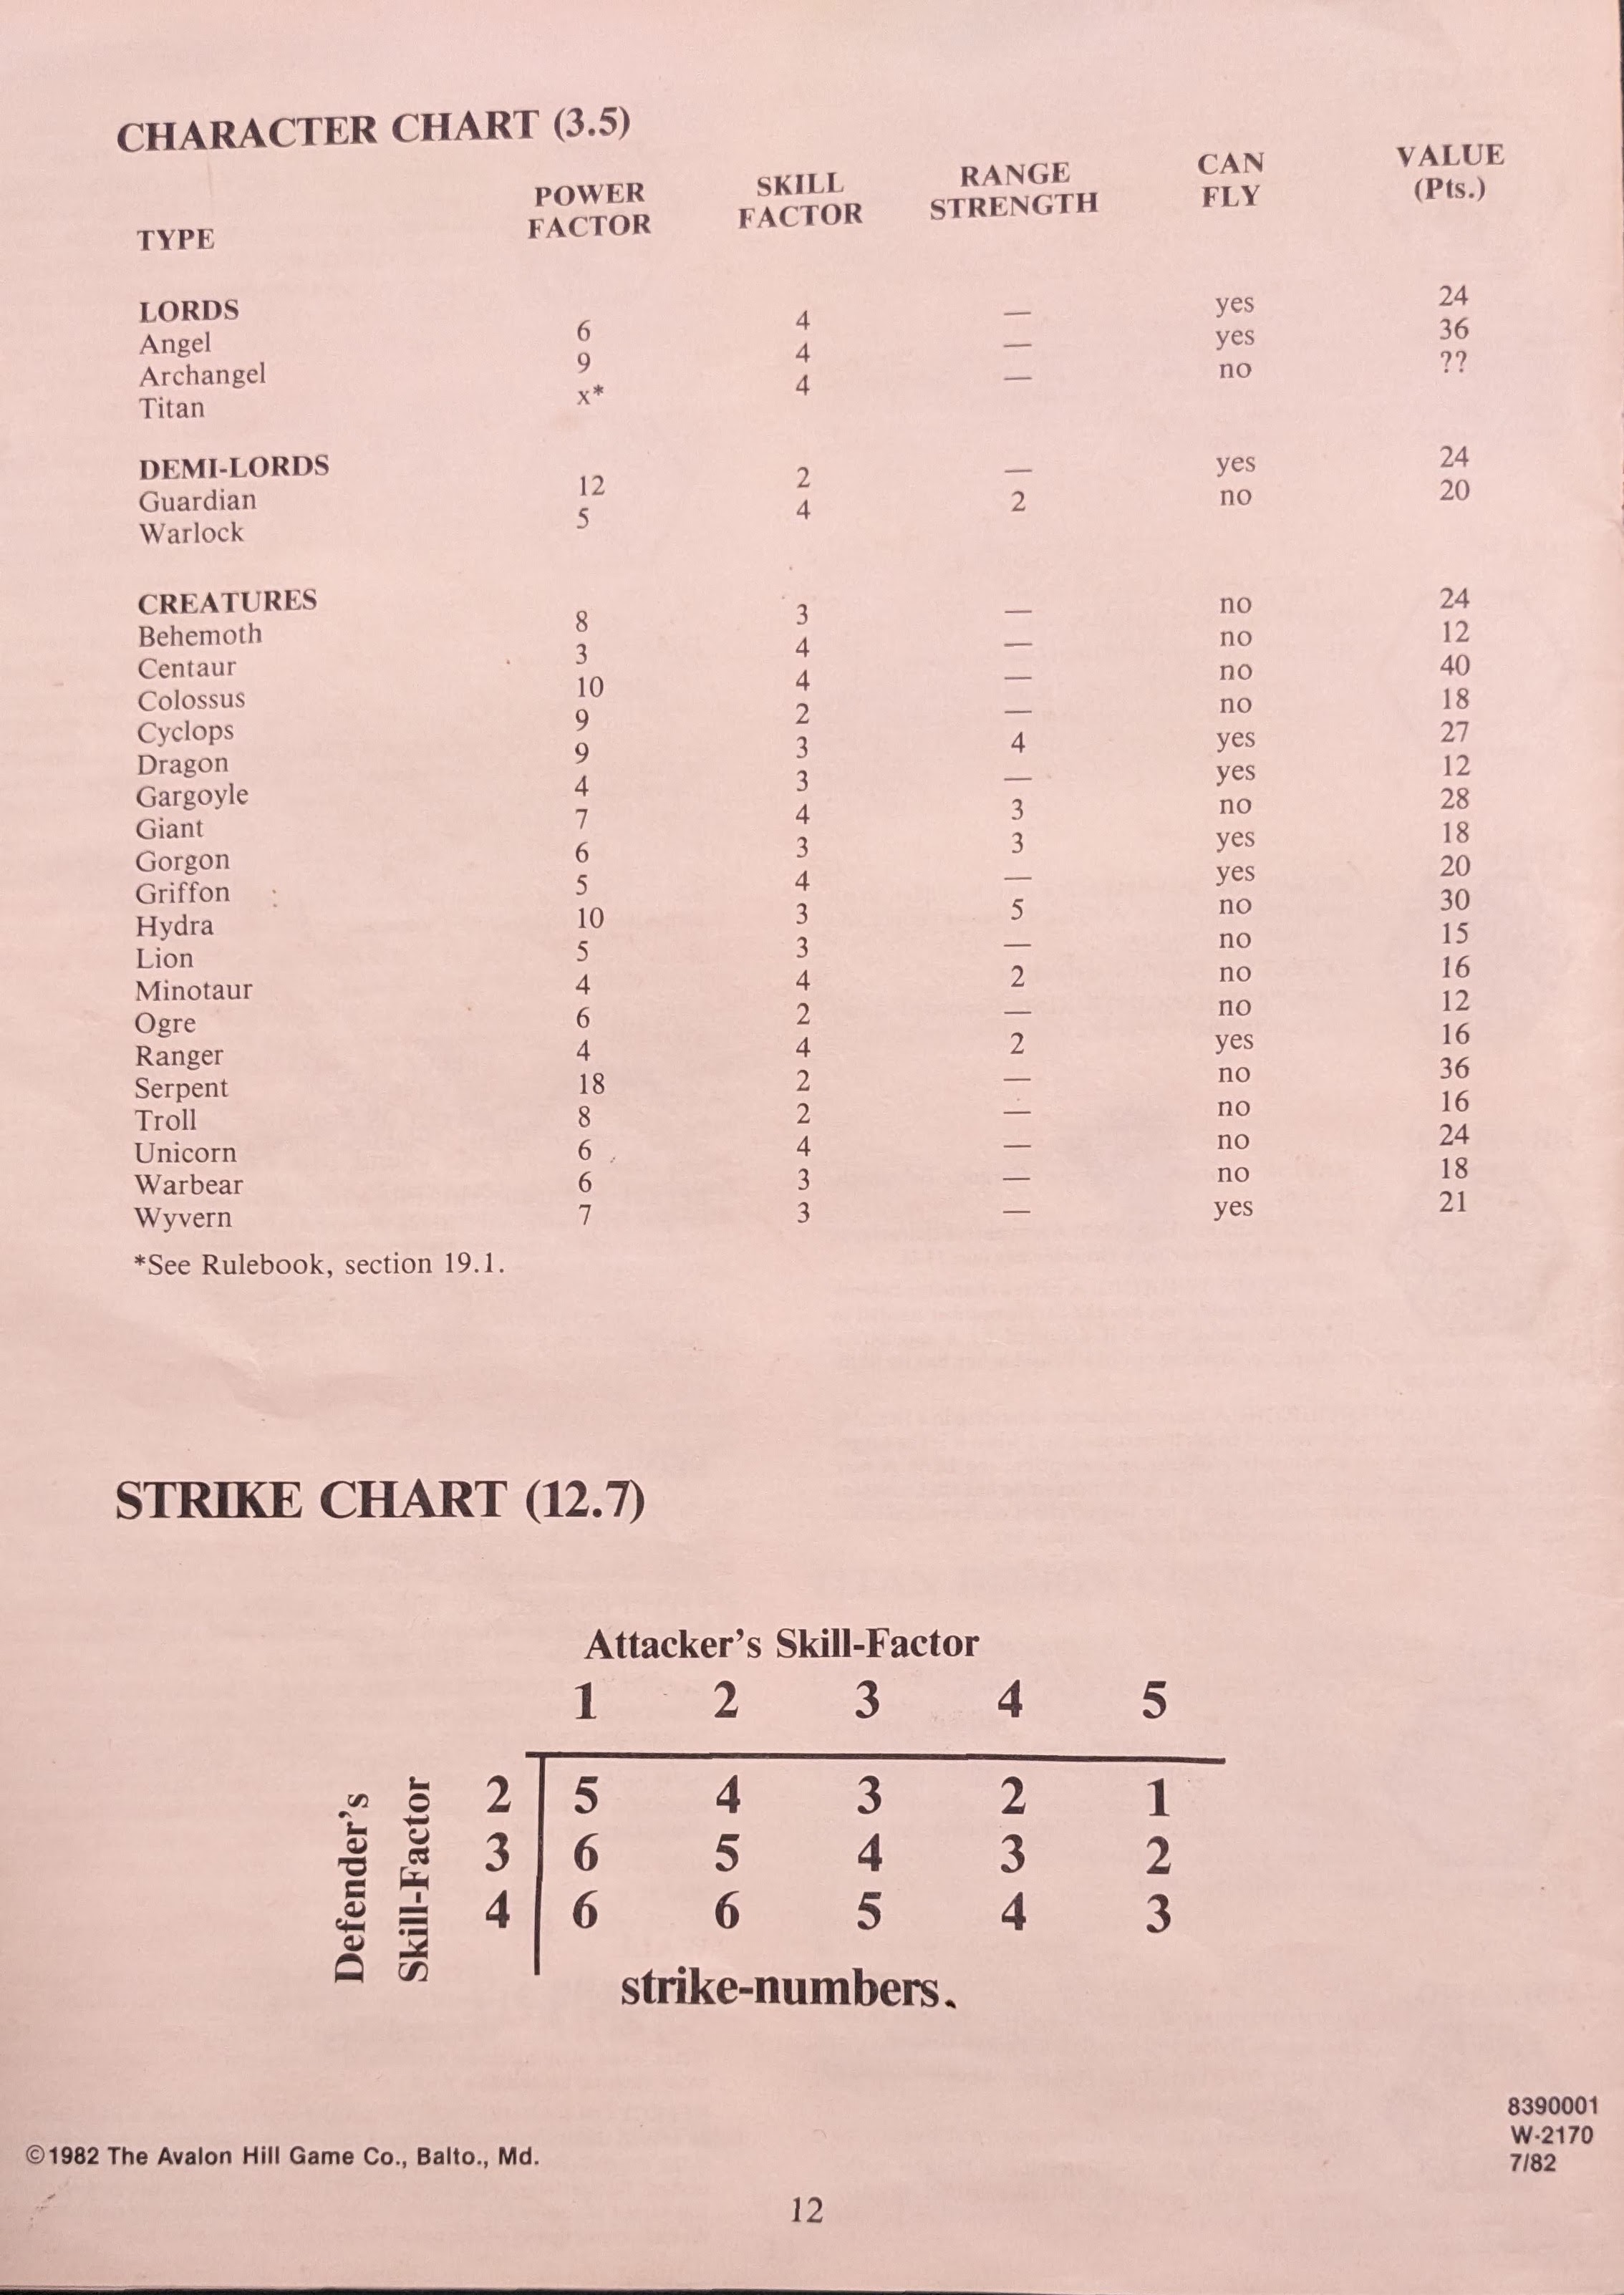 CHARACTER CHART (3.5)
TYPE POWER FACTOR SKILL FACTOR RANGE STRENGTH CAN FLY VALUE (Pts.)
LORDS
Angel 6 4 — yes 24
Archangel 9 4 — yes 36
Titan x* 4 — no ??
DEMI-LORDS
Guardian 12 2 — yes 24
Warlock 5 4 2 no 20
CREATURES
Behemoth 8 3 — no 24
Centaur 3 4 — no 12
Colossus 10 4 — no 40
Cyclops 9 2 — no 18
Dragon 9 3 4 yes 27
Gargoyle 4 3 — yes 12
Giant 7 4 3 no 28
Gorgon 6 3 3 yes 18
Griffon 5 4 — yes 20
Hydra 10 3 5 no 30
Lion 5 3 — no 15
Minotaur 4 4 2 no 16
Ogre 6 2 — no 12
Ranger 4 4 2 yes 16
Serpent 18 2 — no 36
Troll 8 2 — no 16
Unicorn 6 4 — no 24
Warbear 6 3 — no 18
Wyvern 7 3 — yes 21
*See Rulebook, section 19.1.
STRIKE CHART (12.7)
Attacker's Skill-Factor
1 2 3 4 5
Defender's
Skill-Factor
2 5 4 3 2 1
3 6 5 4 3 2
4 6 6 5 4 3
strike-numbers.
8390001
W-2170
7/82
©1982 The Avalon Hill Game Co., Balto., Md.
12